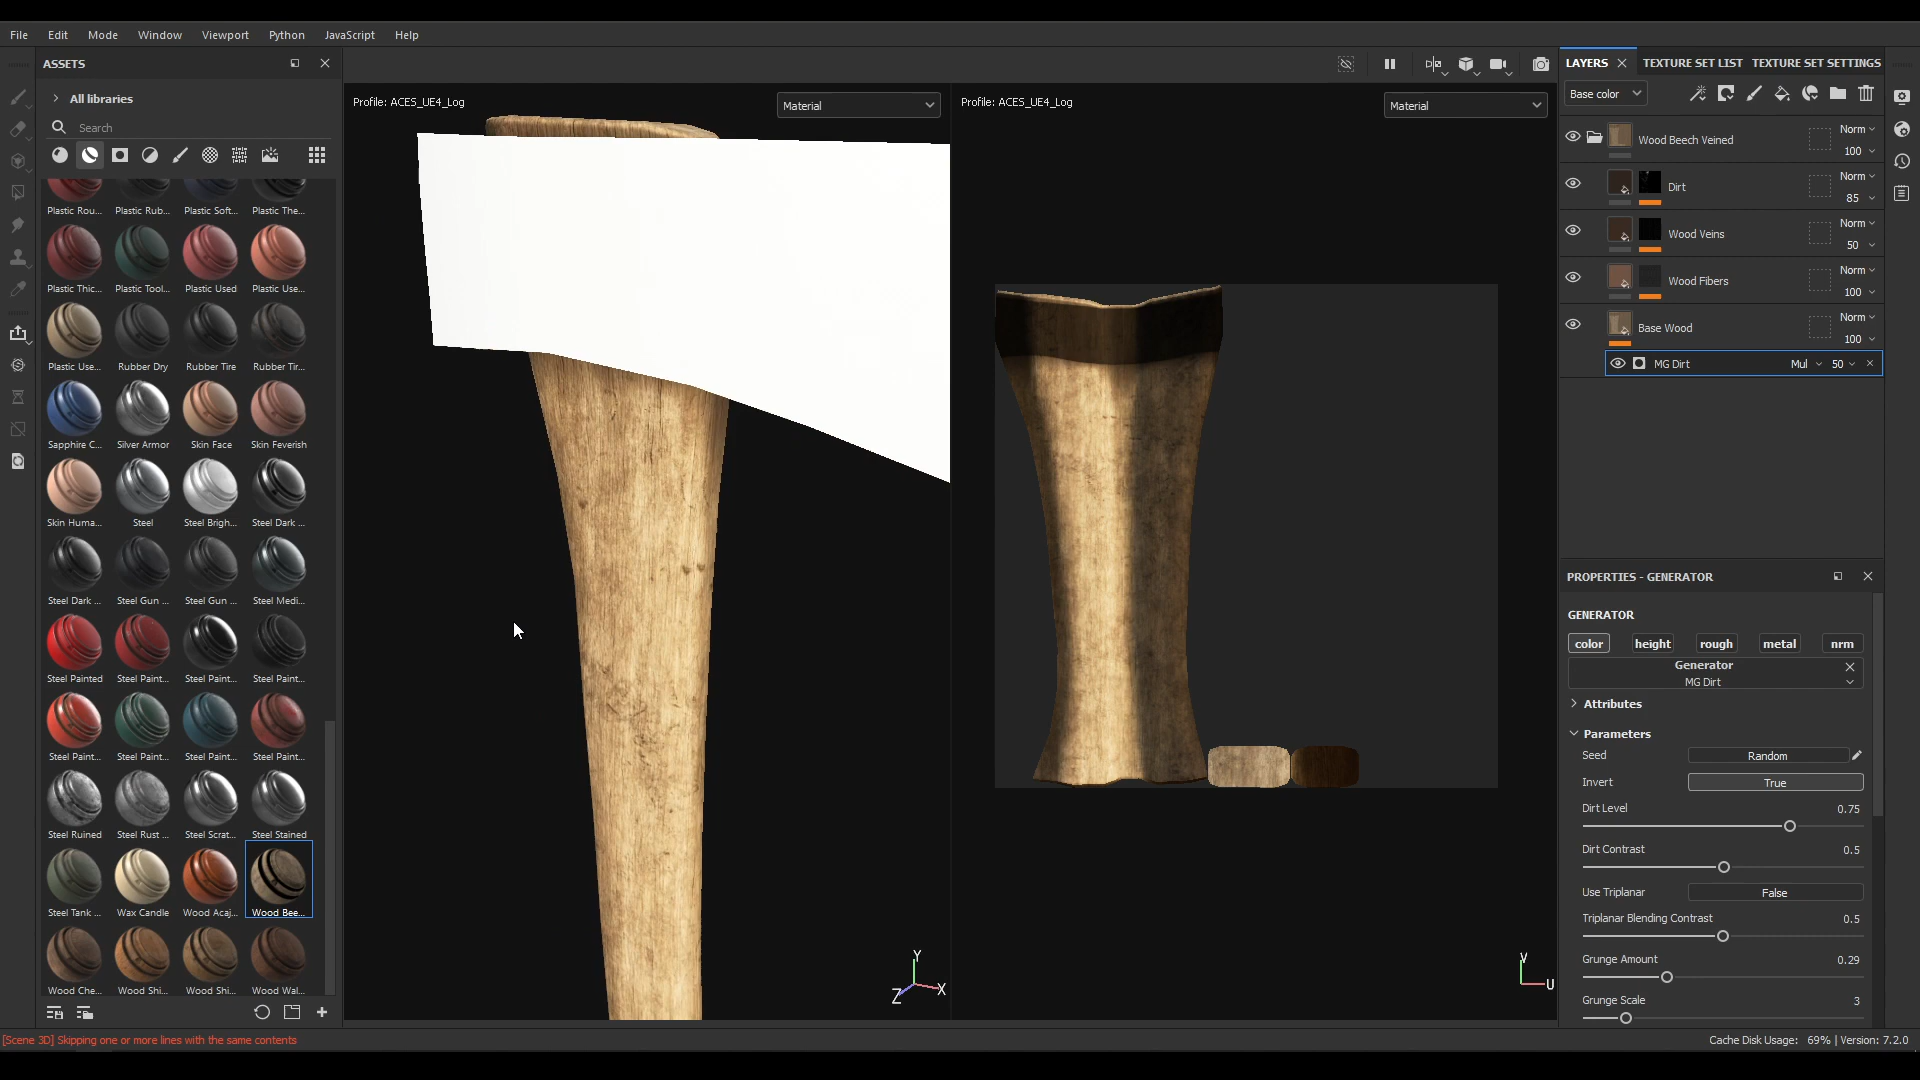 File Edit Mode Window Viewport Python JavaScript Help
ASSETS
All libraries
Search
Plastic Rou... Plastic Rub... Plastic Soft... Plastic The...
Plastic Thic... Plastic Tool... Plastic Used Plastic Use...
Plastic Use... Rubber Dry Rubber Tire Rubber Tir...
Sapphire C... Silver Armor Skin Face Skin Feverish
Skin Huma... Steel Steel Brigh... Steel Dark ...
Steel Dark ... Steel Gun ... Steel Gun ... Steel Medi...
Steel Painted Steel Paint... Steel Paint... Steel Paint...
Steel Paint... Steel Paint... Steel Paint... Steel Paint...
Steel Ruined Steel Rust ... Steel Scrat... Steel Stained
Steel Tank ... Wax Candle Wood Acaj... Wood Bee...
Wood Che... Wood Shi... Wood Shi... Wood Wal...
Profile: ACES_UE4_Log
Material
Y
Z
X
Profile: ACES_UE4_Log
Material
V
U
LAYERS TEXTURE SET LIST TEXTURE SET SETTINGS
Base color
Wood Beech Veined Norm 100
Dirt Norm 85
Wood Veins Norm 50
Wood Fibers Norm 100
Base Wood Norm 100
MG Dirt Mul 50
PROPERTIES - GENERATOR
GENERATOR
color height rough metal nrm
Generator
MG Dirt
Attributes
Parameters
Seed Random
Invert True
Dirt Level 0.75
Dirt Contrast 0.5
Use Triplanar False
Triplanar Blending Contrast 0.5
Grunge Amount 0.29
Grunge Scale 3
[Scene 3D] Skipping one or more lines with the same contents
Cache Disk Usage: 69% | Version: 7.2.0